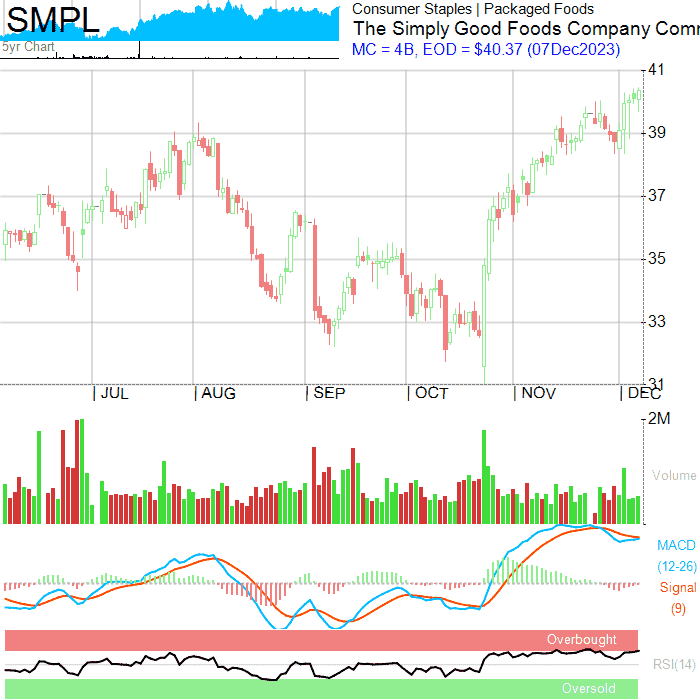 SMPL
5yr Chart
Consumer Staples | Packaged Foods
The Simply Good Foods Company Comm
MC = 4B, EOD = $40.37 (07Dec2023)
41
39
37
35
33
31
JUL AUG SEP OCT NOV DEC
2M
Volume
MACD
(12-26)
Signal
(9)
Overbought
RSI(14)
Oversold